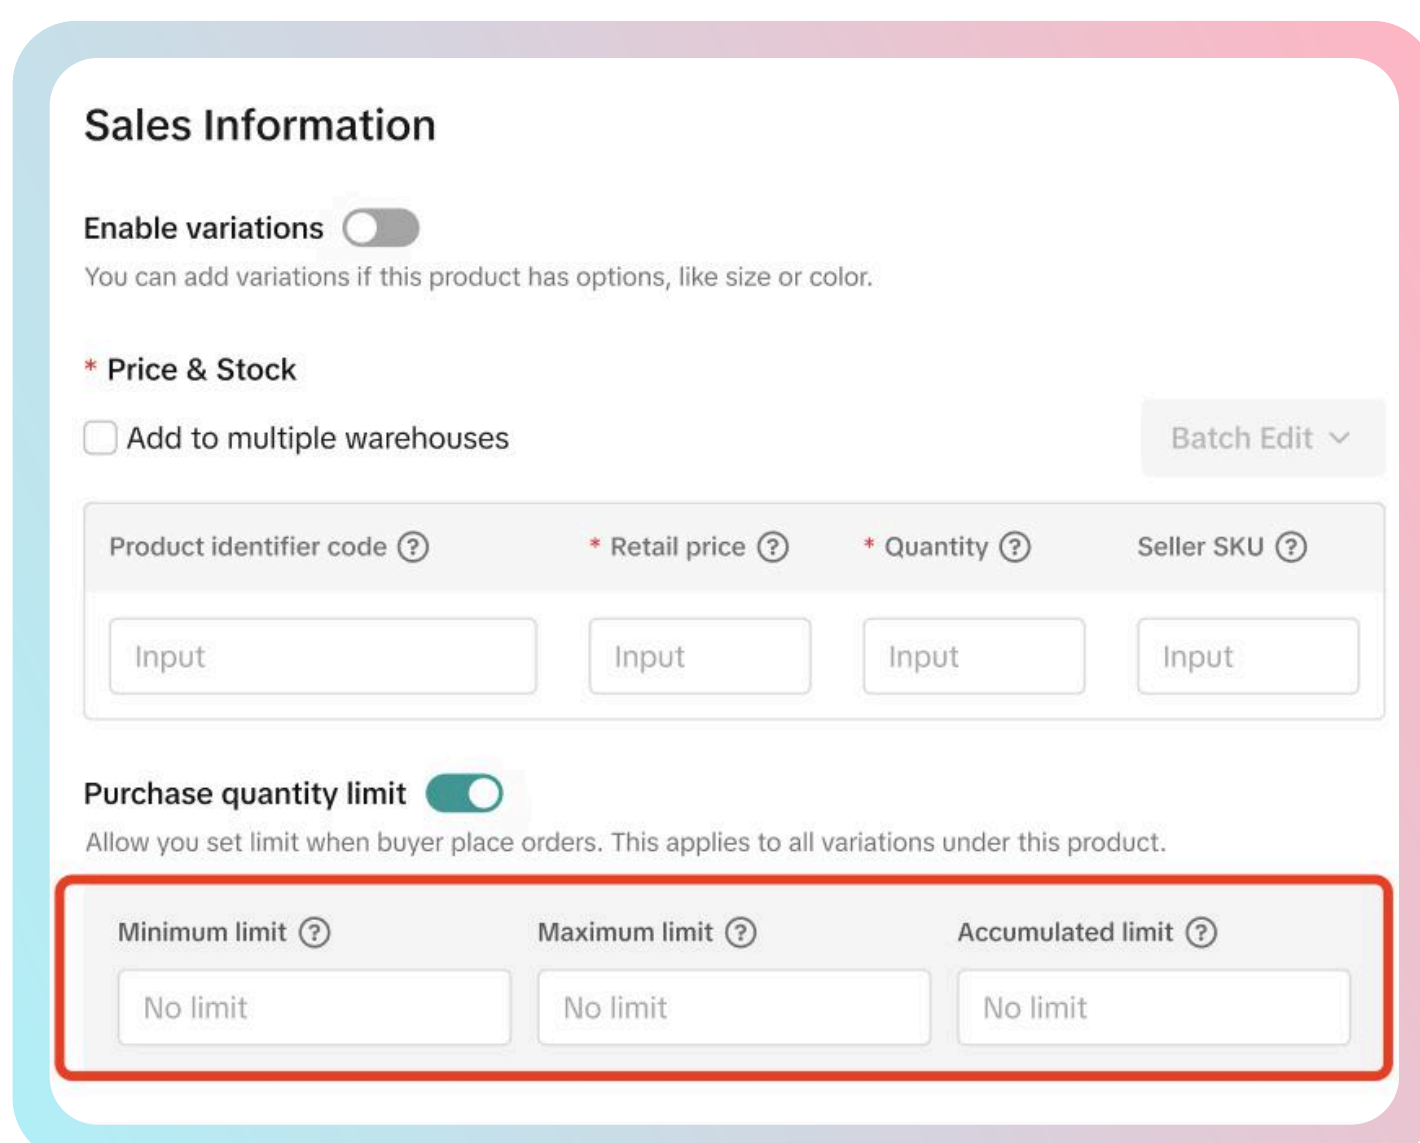 Sales Information
Enable variations
You can add variations if this product has options, like size or color.
* Price & Stock
Add to multiple warehouses
Batch Edit
Product identifier code ? * Retail price ? * Quantity ? Seller SKU ?
Input Input Input Input
Purchase quantity limit
Allow you set limit when buyer place orders. This applies to all variations under this product.
Minimum limit ? Maximum limit ? Accumulated limit ?
No limit No limit No limit